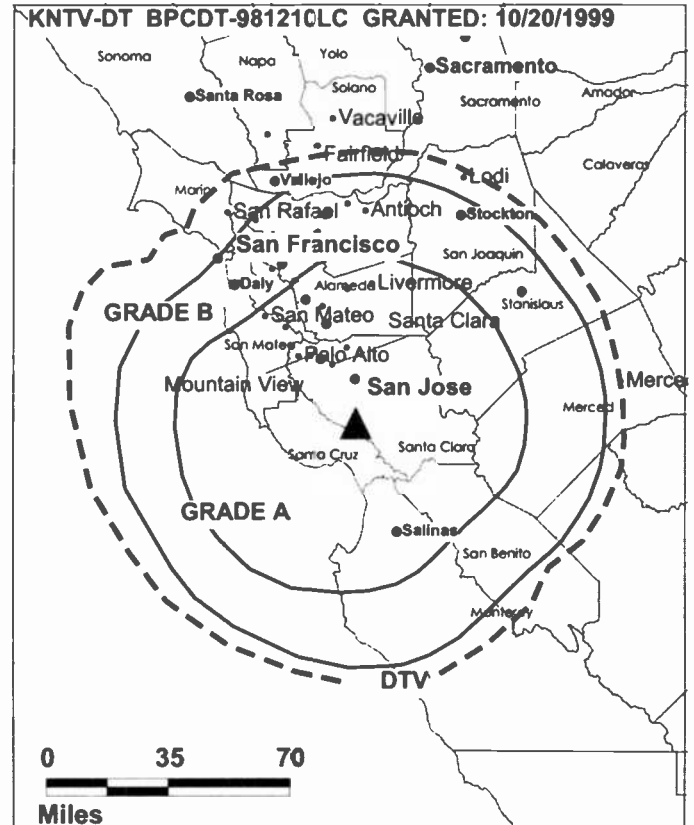 KNTV-DT BPCDT-981210LC GRANTED: 10/20/1999
Sonoma
Napa
Yolo
Sacramento
Solano
Santa Rosa
Sacramento
Amador
Vacaville
Fairfield
Calaveras
Vallejo
Lodi
Marin
San Rafael
Antioch
Stockton
San Francisco
San Joaquin
Daly
Alameda
Livermore
Stanislaus
GRADE B
San Mateo
Santa Clara
San Mateo
Palo Alto
Mountain View
San Jose
Merced
Merce
Santa Cruz
Santa Clara
GRADE A
Salinas
San Benito
Monterey
DTV
0 35 70
Miles